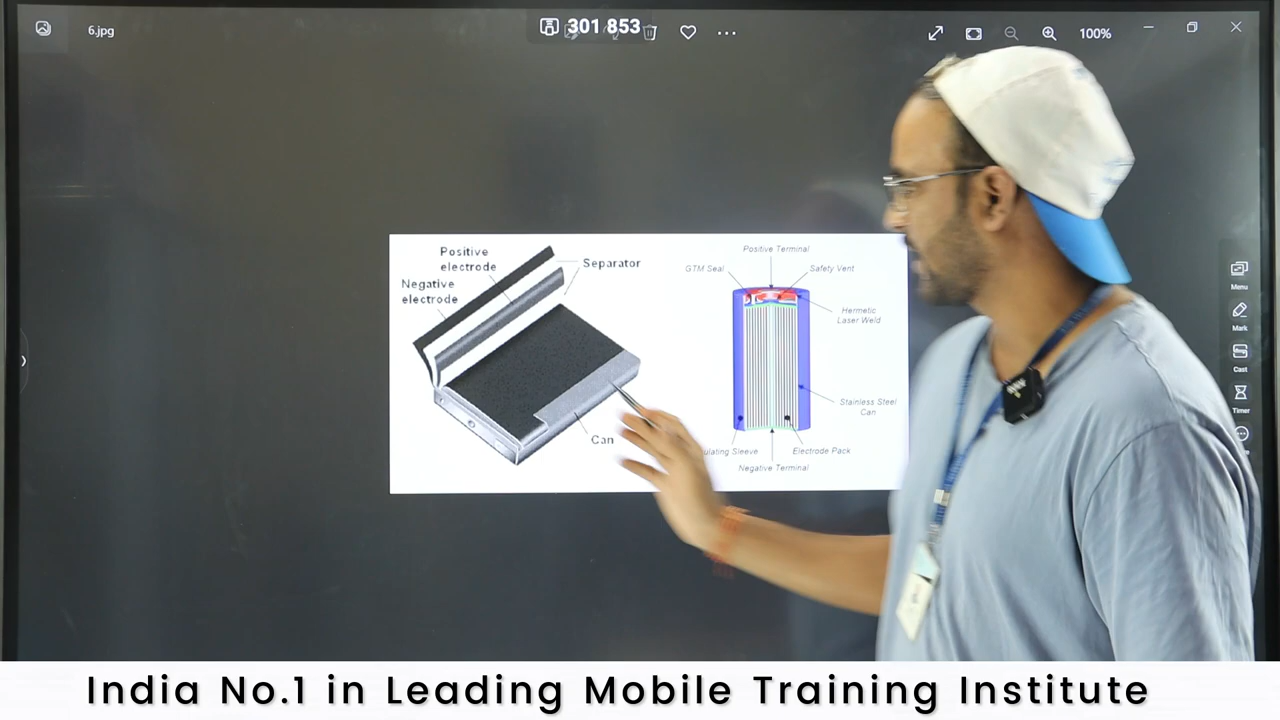 6.jpg
301 853
100%
Positive
electrode
Negative
electrode
Separator
Can
Positive Terminal
GTM Seal
Safety Vent
Hermetic
Laser Weld
Stainless Steel
Can
Sleeve
Electrode Pack
Negative Terminal
Menu
Mark
Cast
Timer
India No.1 in Leading Mobile Training Institute